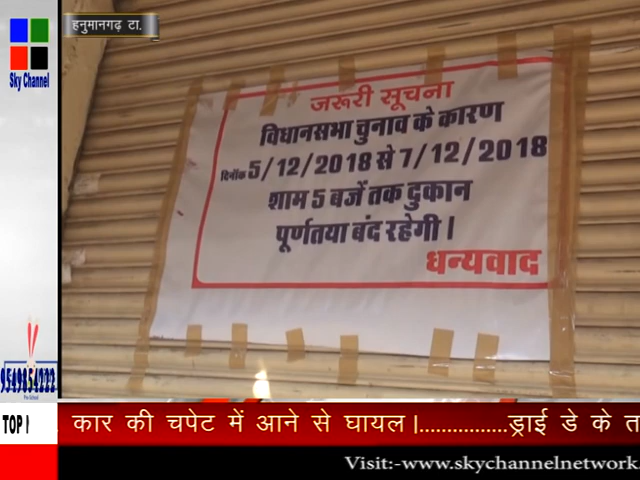 हनुमानगढ़ टा.
Sky Channel
जरूरी सूचना
विधानसभा चुनाव के कारण
दिनाँक 5/12/2018 से 7/12/2018
शाम 5 बजें तक दुकान
पूर्णतया बंद रहेगी।
धन्यवाद
9549854222
TOP
कार की चपेट में आने से घायल।................ड्राई डे के त
Visit:-www.skychannelnetwork.